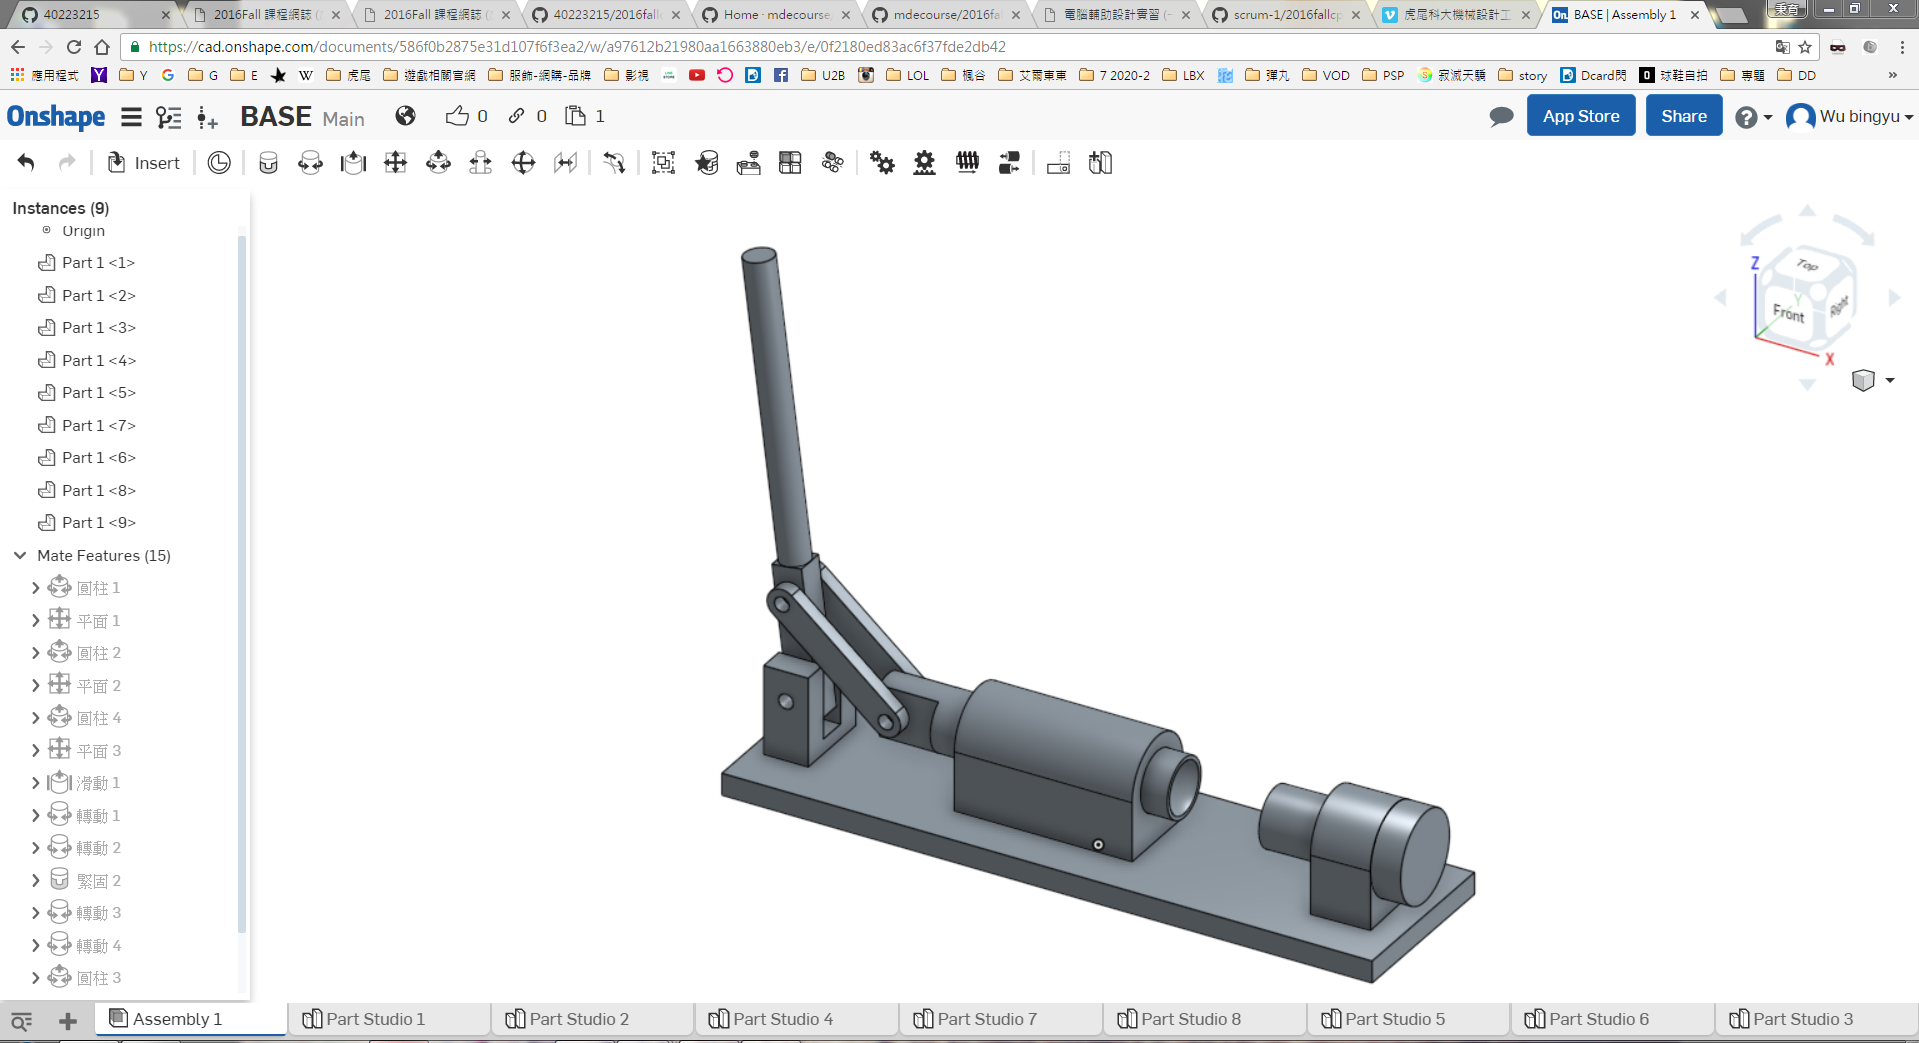 40223215
2016Fall 課程網誌
2016Fall 課程網誌
40223215/2016fall
Home · mdecourse
mdecourse/2016fa
電腦輔助設計實習
scrum-1/2016fallcp
虎尾科大機械設計工
BASE | Assembly 1
https://cad.onshape.com/documents/586f0b2875e31d107f6f3ea2/w/a97612b21980aa1663880eb3/e/0f2180ed83ac6f37fde2db42
應用程式 Y G E W 虎尾 遊戲相關官網 服飾-網購-品牌 影視 U2B LOL 楓谷 艾爾東東 7 2020-2 LBX 彈丸 VOD PSP 寂滅天驕 story Dcard閃 球鞋自拍 專題 DD »
Onshape BASE Main 0 0 1 App Store Share Wu bingyu
Insert
Instances (9)
Origin
Part 1 <1>
Part 1 <2>
Part 1 <3>
Part 1 <4>
Part 1 <5>
Part 1 <7>
Part 1 <6>
Part 1 <8>
Part 1 <9>
Mate Features (15)
圓柱 1
平面 1
圓柱 2
平面 2
圓柱 4
平面 3
滑動 1
轉動 1
轉動 2
緊固 2
轉動 3
轉動 4
圓柱 3
Z
Top
Y
Front
Right
X
Assembly 1 Part Studio 1 Part Studio 2 Part Studio 4 Part Studio 7 Part Studio 8 Part Studio 5 Part Studio 6 Part Studio 3